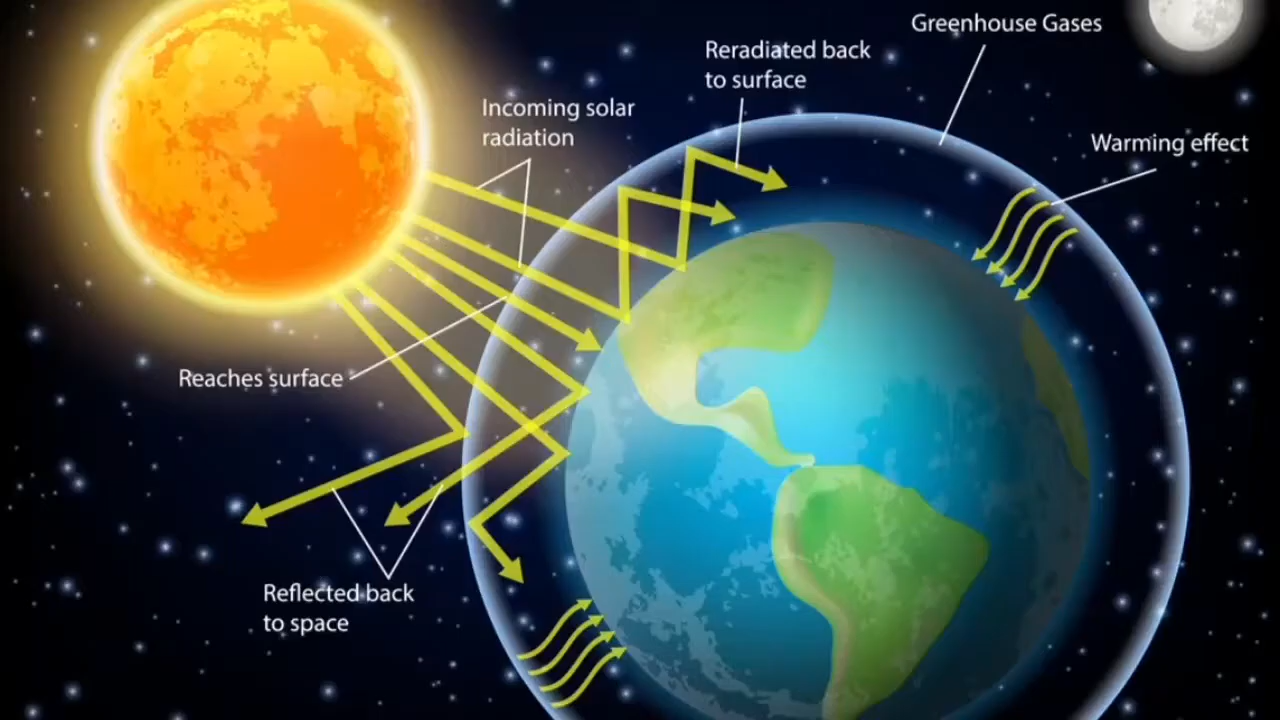 Greenhouse Gases
Reradiated back
to surface
Incoming solar
radiation
Warming effect
Reaches surface
Reflected back
to space